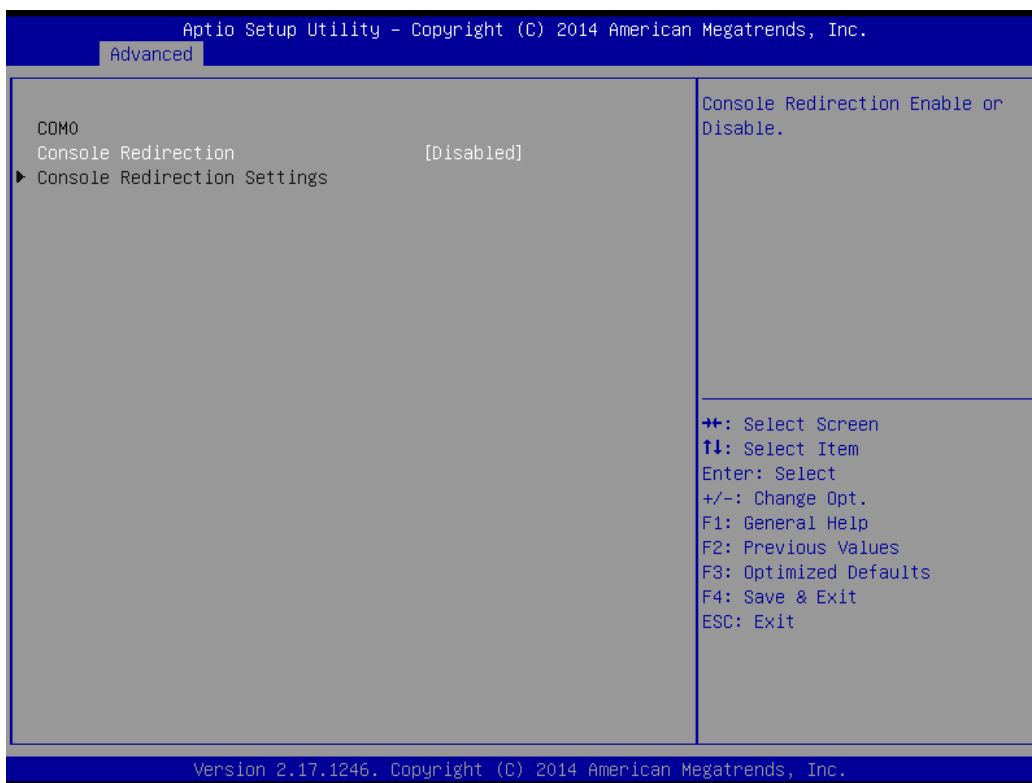 Aptio Setup Utility – Copyright (C) 2014 American Megatrends, Inc.
Advanced
COM0
Console Redirection [Disabled]
▶ Console Redirection Settings
Console Redirection Enable or
Disable.
→←: Select Screen
↑↓: Select Item
Enter: Select
+/-: Change Opt.
F1: General Help
F2: Previous Values
F3: Optimized Defaults
F4: Save & Exit
ESC: Exit
Version 2.17.1246. Copyright (C) 2014 American Megatrends, Inc.